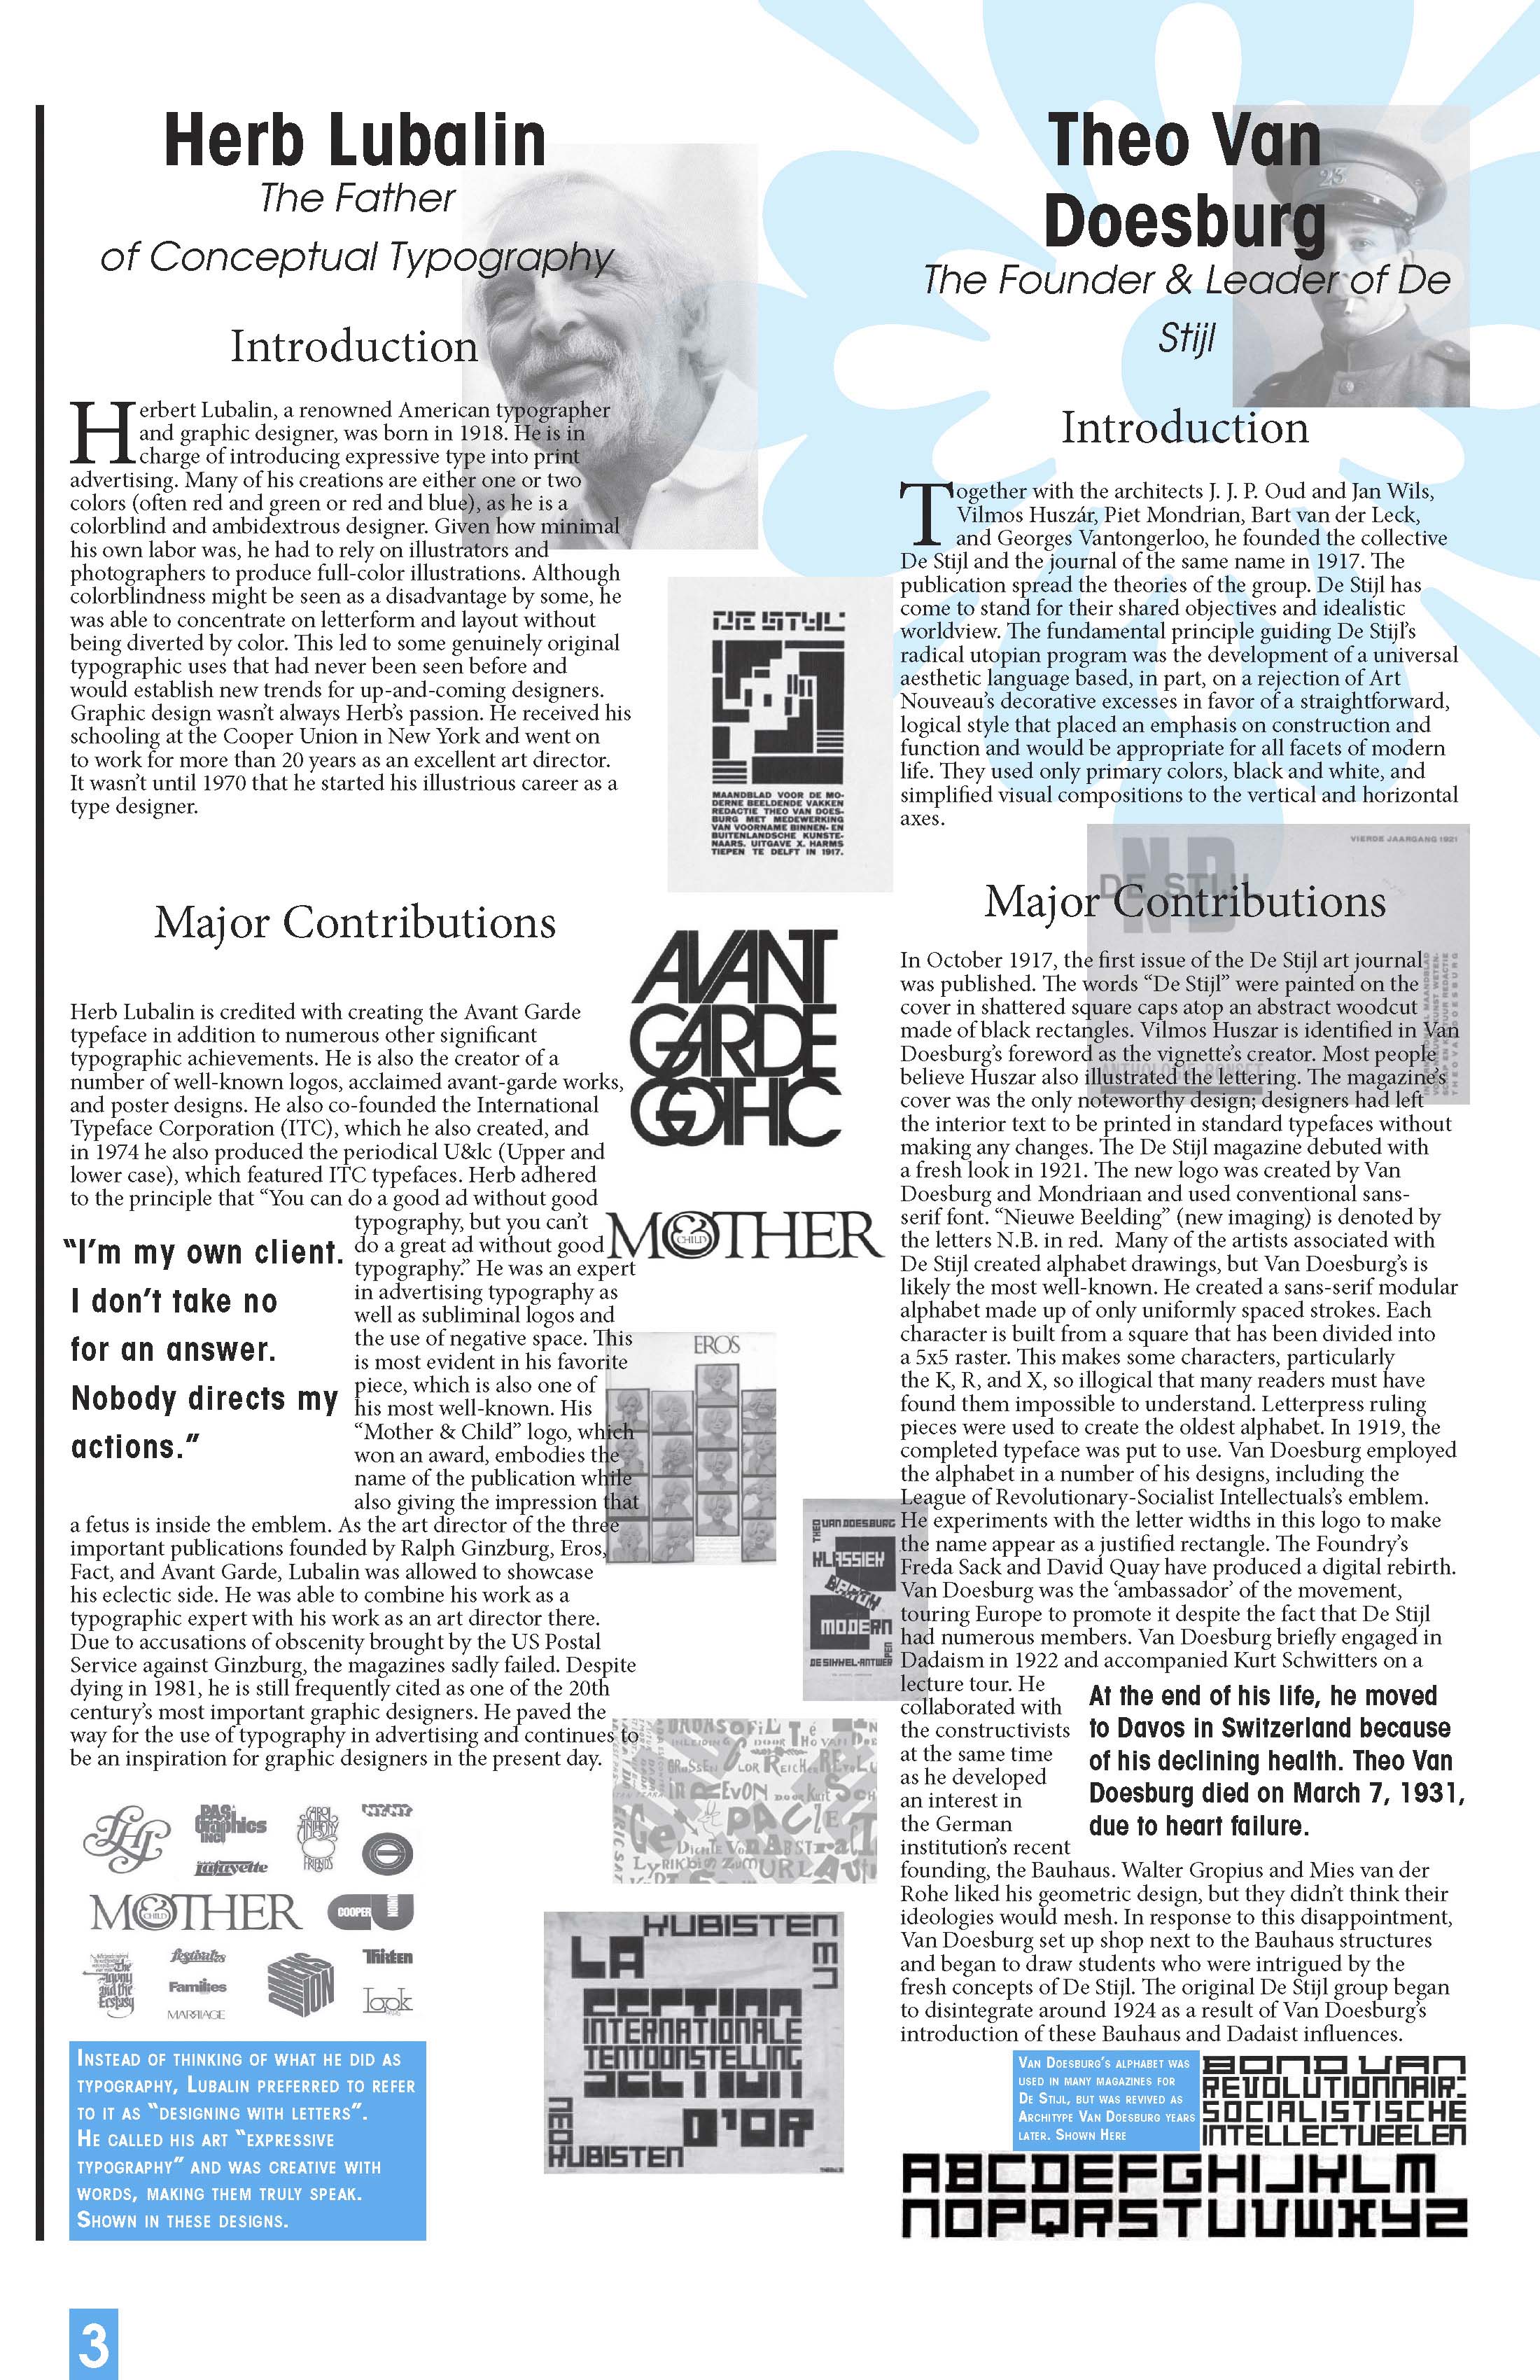 Herb Lubalin
The Father
of Conceptual Typography
Introduction
Herbert Lubalin, a renowned American typographer
and graphic designer, was born in 1918. He is in
charge of introducing expressive type into print
advertising. Many of his creations are either one or two
colors (often red and green or red and blue), as he is a
colorblind and ambidextrous designer. Given how minimal
his own labor was, he had to rely on illustrators and
photographers to produce full-color illustrations. Although
colorblindness might be seen as a disadvantage by some, he
was able to concentrate on letterform and layout without
being diverted by color. This led to some genuinely original
typographic uses that had never been seen before and
would establish new trends for up-and-coming designers.
Graphic design wasn't always Herb's passion. He received his
schooling at the Cooper Union in New York and went on
to work for more than 20 years as an excellent art director.
It wasn't until 1970 that he started his illustrious career as a
type designer.
Major Contributions
Herb Lubalin is credited with creating the Avant Garde
typeface in addition to numerous other significant
typographic achievements. He is also the creator of a
number of well-known logos, acclaimed avant-garde works,
and poster designs. He also co-founded the International
Typeface Corporation (ITC), which he also created, and
in 1974 he also produced the periodical U&lc (Upper and
lower case), which featured ITC typefaces. Herb adhered
to the principle that “You can do a good ad without good
typography, but you can't
do a great ad without good
typography.” He was an expert
in advertising typography as
well as subliminal logos and
the use of negative space. This
is most evident in his favorite
piece, which is also one of
his most well-known. His
“Mother & Child” logo, which
won an award, embodies the
name of the publication while
also giving the impression that
a fetus is inside the emblem. As the art director of the three
important publications founded by Ralph Ginzburg, Eros,
Fact, and Avant Garde, Lubalin was allowed to showcase
his eclectic side. He was able to combine his work as a
typographic expert with his work as an art director there.
Due to accusations of obscenity brought by the US Postal
Service against Ginzburg, the magazines sadly failed. Despite
dying in 1981, he is still frequently cited as one of the 20th
century's most important graphic designers. He paved the
way for the use of typography in advertising and continues to
be an inspiration for graphic designers in the present day.
“I'm my own client.
I don't take no
for an answer.
Nobody directs my
actions.”
LHJ
PAS
Graphics
INC
Lafayette
CAROL
ANTHONY
FRIENDS
MOTHER
&
CHILD
COOPER
UNION
The
Agony
and the
Ecstasy
festivales
Families
MARRIAGE
Thirteen
Look
Instead of thinking of what he did as
typography, Lubalin preferred to refer
to it as “designing with letters”.
He called his art “expressive
typography” and was creative with
words, making them truly speak.
Shown in these designs.
3
DE STIJL
MAANDBLAD VOOR DE MO-
DERNE BEELDENDE VAKKEN
REDACTIE THEO VAN DOES-
BURG MET MEDEWERKING
VAN VOORNAME BINNEN- EN
BUITENLANDSCHE KUNSTE-
NAARS. UITGAVE X. HARMS
TIEPEN TE DELFT IN 1917.
AVANT
GARDE
GOTHIC
MOTHER
&
CHILD
EROS
THEO VAN DOESBURG
KLASSIEK
BAROK
MODERN
DE SIKKEL-ANTWERPEN
KUBISTEN
LA
SECTION
INTERNATIONALE
TENTOONSTELLING
SECTION
D'OR
NEO
KUBISTEN
Theo Van
Doesburg
The Founder & Leader of De
Stijl
Introduction
Together with the architects J. J. P. Oud and Jan Wils,
Vilmos Huszár, Piet Mondrian, Bart van der Leck,
and Georges Vantongerloo, he founded the collective
De Stijl and the journal of the same name in 1917. The
publication spread the theories of the group. De Stijl has
come to stand for their shared objectives and idealistic
worldview. The fundamental principle guiding De Stijl's
radical utopian program was the development of a universal
aesthetic language based, in part, on a rejection of Art
Nouveau's decorative excesses in favor of a straightforward,
logical style that placed an emphasis on construction and
function and would be appropriate for all facets of modern
life. They used only primary colors, black and white, and
simplified visual compositions to the vertical and horizontal
axes.
VIERDE JAARGANG 1921
NB
DE STIJL
Major Contributions
In October 1917, the first issue of the De Stijl art journal
was published. The words “De Stijl” were painted on the
cover in shattered square caps atop an abstract woodcut
made of black rectangles. Vilmos Huszar is identified in Van
Doesburg's foreword as the vignette's creator. Most people
believe Huszar also illustrated the lettering. The magazine's
cover was the only noteworthy design; designers had left
the interior text to be printed in standard typefaces without
making any changes. The De Stijl magazine debuted with
a fresh look in 1921. The new logo was created by Van
Doesburg and Mondriaan and used conventional sans-
serif font. “Nieuwe Beelding” (new imaging) is denoted by
the letters N.B. in red.  Many of the artists associated with
De Stijl created alphabet drawings, but Van Doesburg's is
likely the most well-known. He created a sans-serif modular
alphabet made up of only uniformly spaced strokes. Each
character is built from a square that has been divided into
a 5x5 raster. This makes some characters, particularly
the K, R, and X, so illogical that many readers must have
found them impossible to understand. Letterpress ruling
pieces were used to create the oldest alphabet. In 1919, the
completed typeface was put to use. Van Doesburg employed
the alphabet in a number of his designs, including the
League of Revolutionary-Socialist Intellectuals's emblem.
He experiments with the letter widths in this logo to make
the name appear as a justified rectangle. The Foundry's
Freda Sack and David Quay have produced a digital rebirth.
Van Doesburg was the ‘ambassador’ of the movement,
touring Europe to promote it despite the fact that De Stijl
had numerous members. Van Doesburg briefly engaged in
Dadaism in 1922 and accompanied Kurt Schwitters on a
lecture tour. He
collaborated with
the constructivists
at the same time
as he developed
an interest in
the German
institution's recent
founding, the Bauhaus. Walter Gropius and Mies van der
Rohe liked his geometric design, but they didn't think their
ideologies would mesh. In response to this disappointment,
Van Doesburg set up shop next to the Bauhaus structures
and began to draw students who were intrigued by the
fresh concepts of De Stijl. The original De Stijl group began
to disintegrate around 1924 as a result of Van Doesburg's
introduction of these Bauhaus and Dadaist influences.
At the end of his life, he moved
to Davos in Switzerland because
of his declining health. Theo Van
Doesburg died on March 7, 1931,
due to heart failure.
Van Doesburg's alphabet was
used in many magazines for
De Stijl, but was revived as
Architype Van Doesburg years
later. Shown Here
BOND VAN
REVOLUTIONNAIR-
SOCIALISTISCHE
INTELLECTUEELEN
ABCDEFGHIJKLM
NOPQRSTUVWXYZ